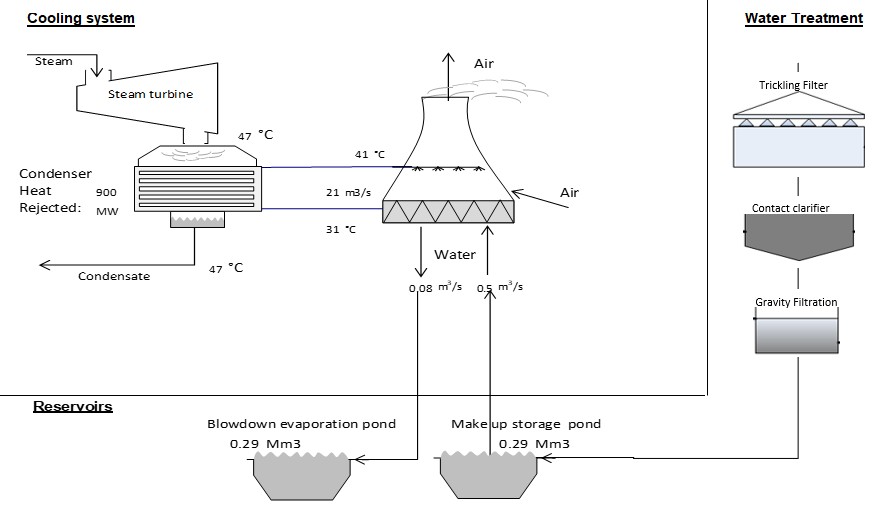 Cooling system
Water Treatment
Steam
Air
Steam turbine
Trickling Filter
47 °C
41 °C
Condenser
Heat 900
Rejected: MW
21 m3/s
Air
31 °C
Contact clarifier
Water
47 °C
Condensate
0.08 m³/s 0.5 m³/s
Gravity Filtration
Reservoirs
Blowdown evaporation pond
0.29 Mm3
Make up storage pond
0.29 Mm3